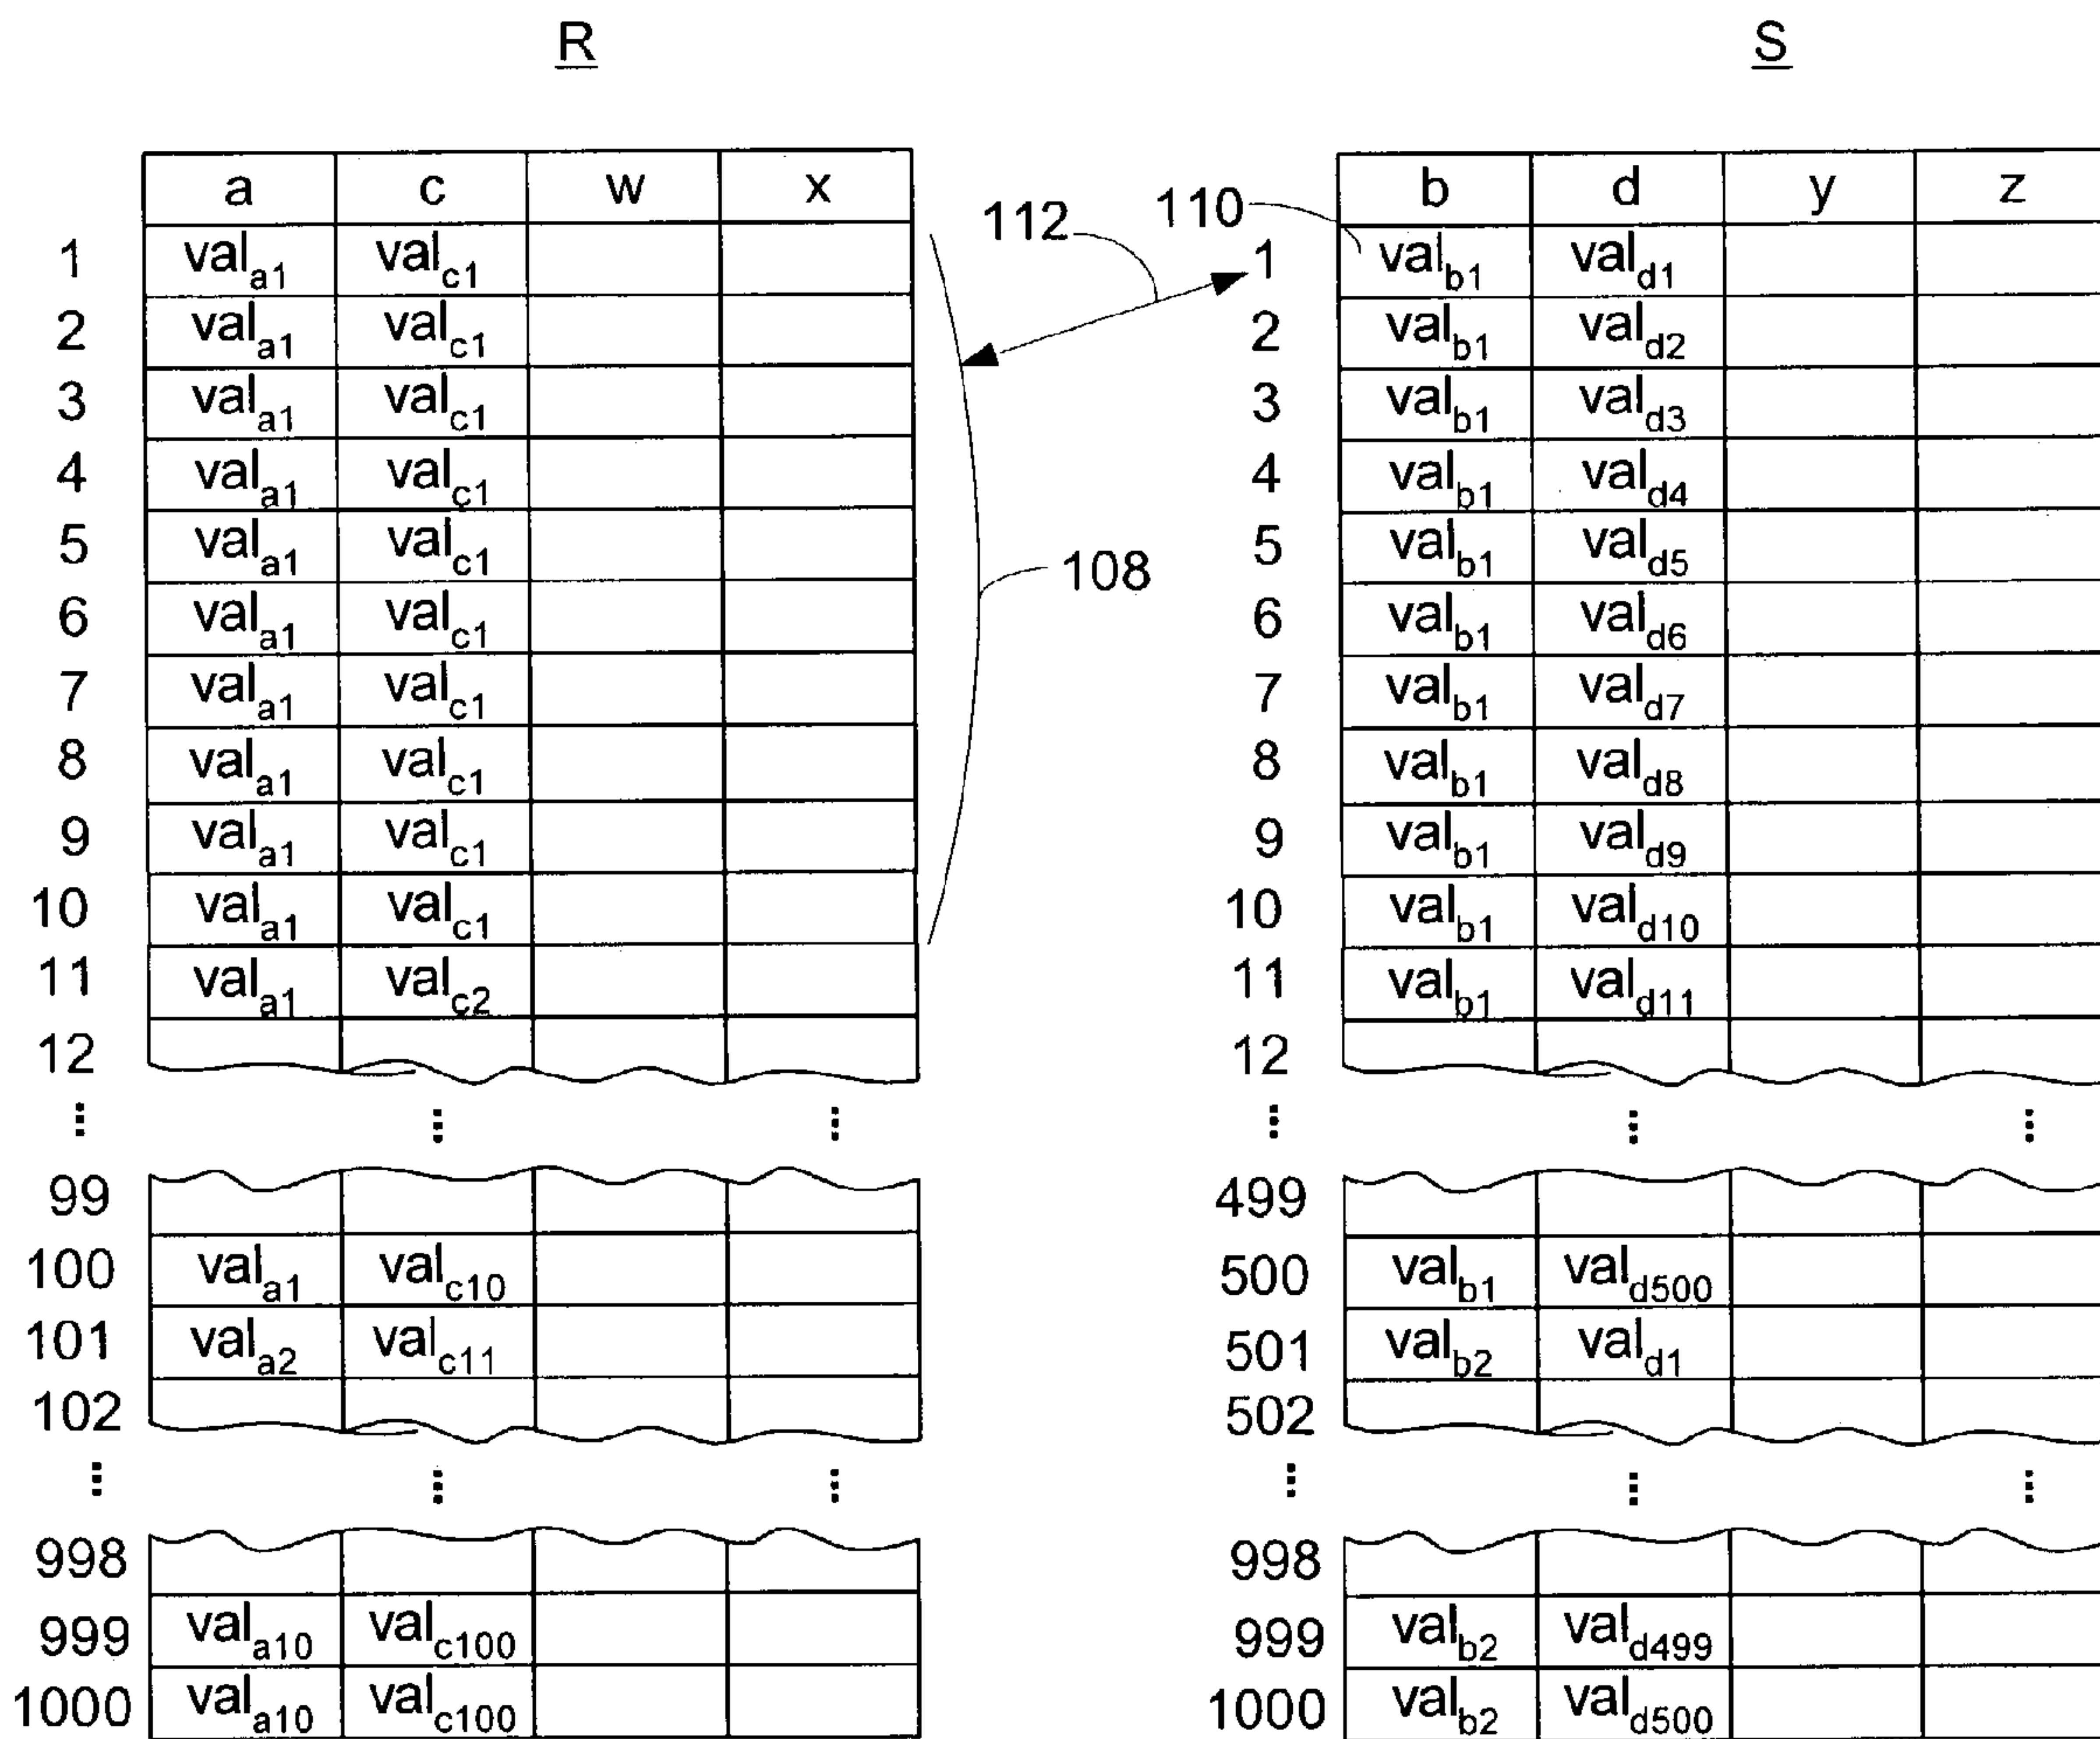 R
S
a c w x
b d y z
112
110
108
1 val_a1 val_c1
2 val_a1 val_c1
3 val_a1 val_c1
4 val_a1 val_c1
5 val_a1 val_c1
6 val_a1 val_c1
7 val_a1 val_c1
8 val_a1 val_c1
9 val_a1 val_c1
10 val_a1 val_c1
11 val_a1 val_c2
12
99
100 val_a1 val_c10
101 val_a2 val_c11
102
998
999 val_a10 val_c100
1000 val_a10 val_c100
1 val_b1 val_d1
2 val_b1 val_d2
3 val_b1 val_d3
4 val_b1 val_d4
5 val_b1 val_d5
6 val_b1 val_d6
7 val_b1 val_d7
8 val_b1 val_d8
9 val_b1 val_d9
10 val_b1 val_d10
11 val_b1 val_d11
12
499
500 val_b1 val_d500
501 val_b2 val_d1
502
998
999 val_b2 val_d499
1000 val_b2 val_d500